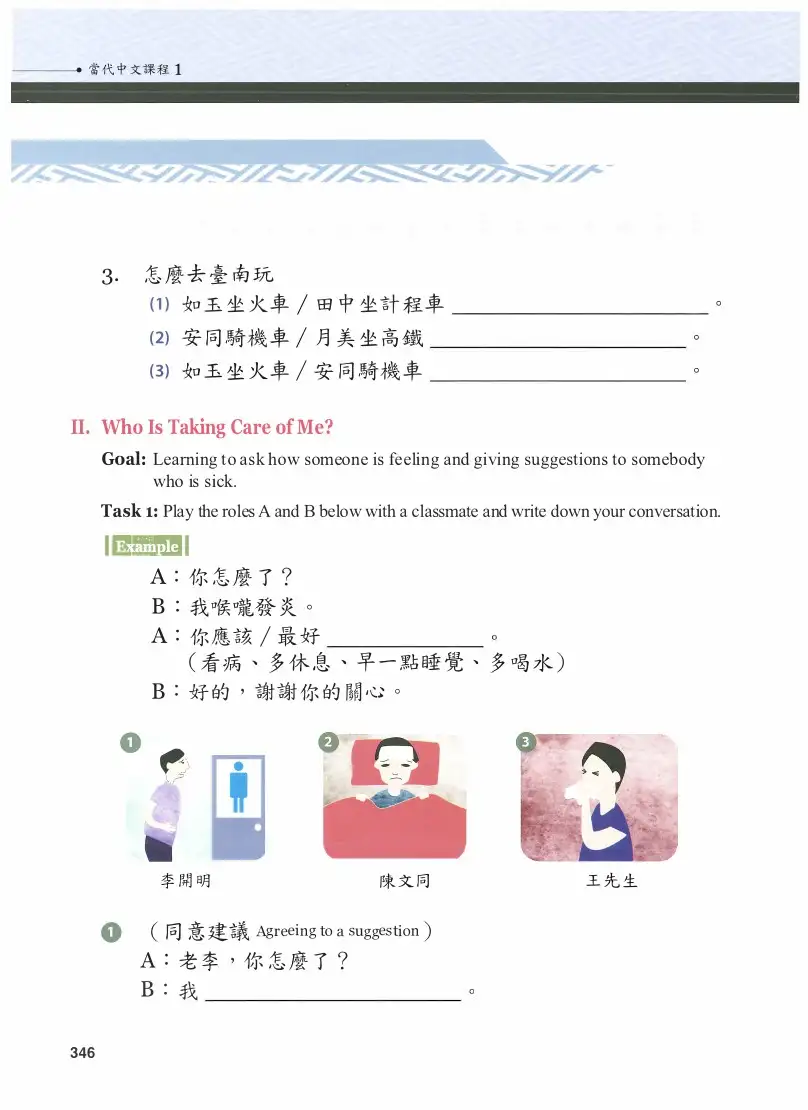 當代中文課程 1
3. 怎麼去臺南玩
(1) 如玉坐火車／田中坐計程車 ____________________。
(2) 安同騎機車／月美坐高鐵 ____________________。
(3) 如玉坐火車／安同騎機車 ____________________。
II. Who Is Taking Care of Me?
Goal: Learning to ask how someone is feeling and giving suggestions to somebody
who is sick.
Task 1: Play the roles A and B below with a classmate and write down your conversation.
Example
A：你怎麼了？
B：我喉嚨發炎。
A：你應該／最好 ____________。
（看病、多休息、早一點睡覺、多喝水）
B：好的，謝謝你的關心。
1 2 3
李開明 陳文同 王先生
1 （同意建議 Agreeing to a suggestion）
A：老李，你怎麼了？
B：我 ____________________。
346